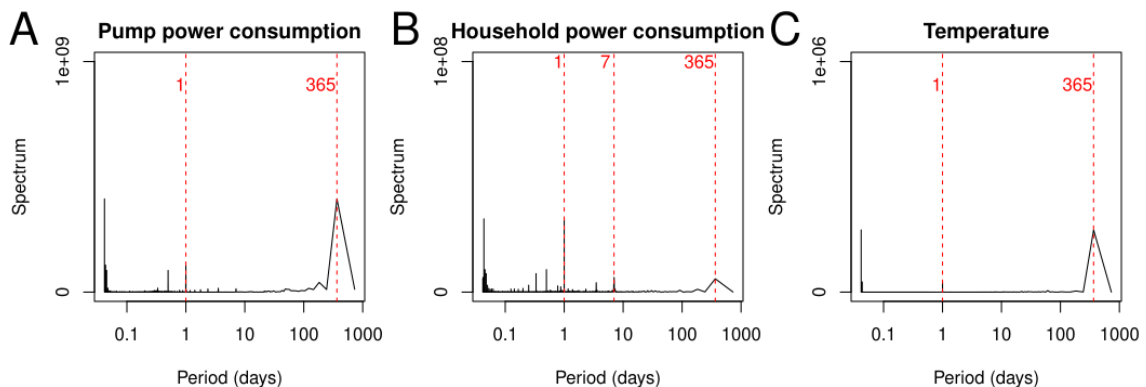 A Pump power consumption
1e+09
0
Spectrum
1
365
0.1 1 10 100 1000
Period (days)
B Household power consumption
1e+08
0
Spectrum
1
7
365
0.1 1 10 100 1000
Period (days)
C Temperature
1e+06
0
Spectrum
1
365
0.1 1 10 100 1000
Period (days)